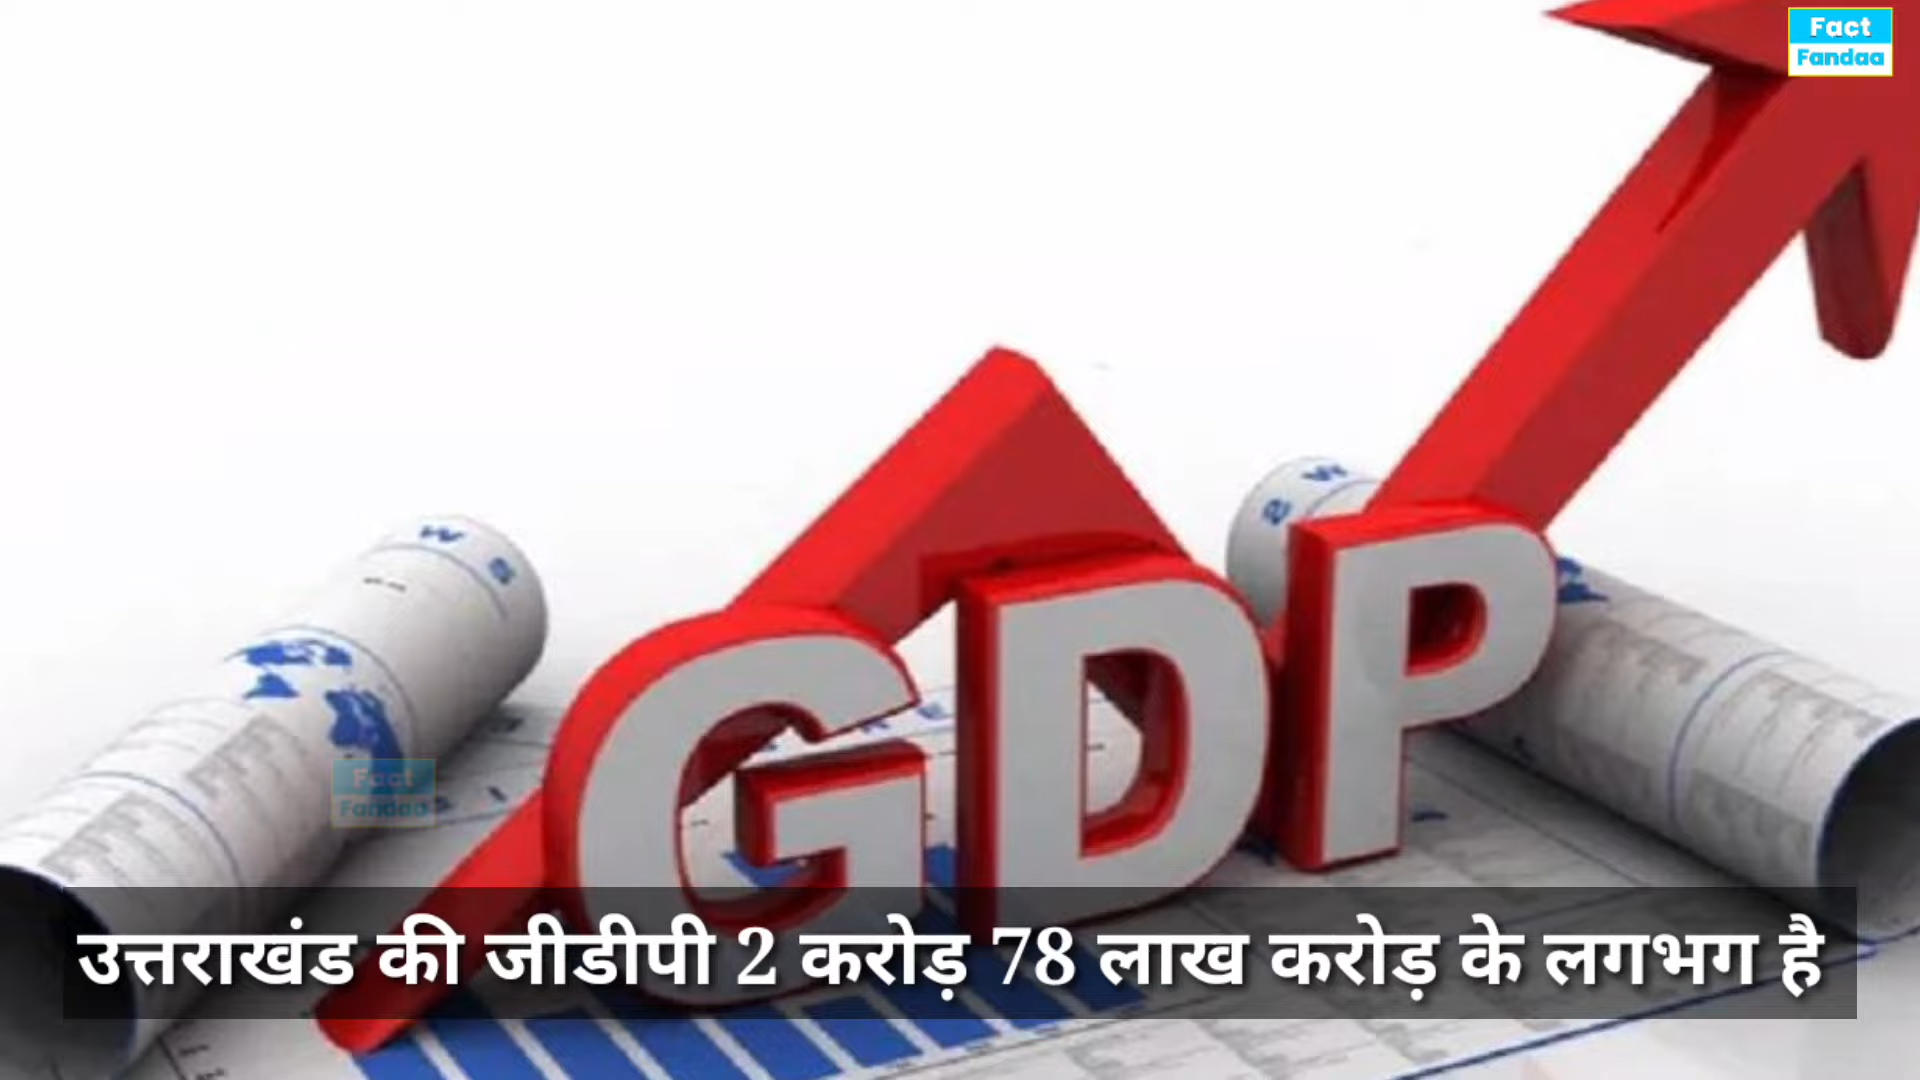 Fact
Fandaa
W S
S W
GDP
Fact
Fandaa
उत्तराखंड की जीडीपी 2 करोड़ 78 लाख करोड़ के लगभग है